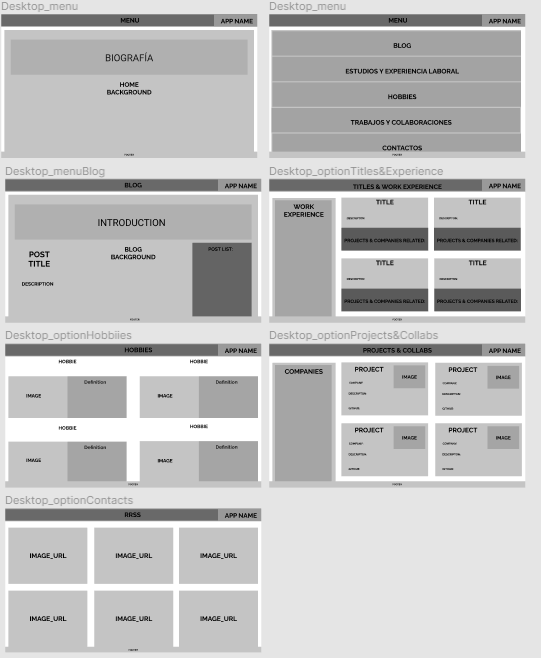 Desktop_menu
MENU
APP NAME
BIOGRAFÍA
HOME
BACKGROUND
FOOTER
Desktop_menu
MENU
APP NAME
BLOG
ESTUDIOS Y EXPERIENCIA LABORAL
HOBBIES
TRABAJOS Y COLABORACIONES
CONTACTOS
FOOTER
Desktop_menuBlog
BLOG
APP NAME
INTRODUCTION
POST
TITLE
DESCRIPTION
BLOG
BACKGROUND
POST LIST:
FOOTER
Desktop_optionTitles&Experience
TITLES & WORK EXPERIENCE
APP NAME
WORK
EXPERIENCE
TITLE
DESCRIPTION:
PROJECTS & COMPANIES RELATED:
TITLE
DESCRIPTION:
PROJECTS & COMPANIES RELATED:
TITLE
DESCRIPTION:
PROJECTS & COMPANIES RELATED:
TITLE
DESCRIPTION:
PROJECTS & COMPANIES RELATED:
FOOTER
Desktop_optionHobbiies
HOBBIES
APP NAME
HOBBIE
IMAGE
Definition
HOBBIE
IMAGE
Definition
HOBBIE
IMAGE
Definition
HOBBIE
IMAGE
Definition
FOOTER
Desktop_optionProjects&Collabs
PROJECTS & COLLABS
APP NAME
COMPANIES
PROJECT
IMAGE
COMPANY:
DESCRIPTION:
GITHUB:
PROJECT
IMAGE
COMPANY:
DESCRIPTION:
GITHUB:
PROJECT
IMAGE
COMPANY:
DESCRIPTION:
GITHUB:
PROJECT
IMAGE
COMPANY:
DESCRIPTION:
GITHUB:
FOOTER
Desktop_optionContacts
RRSS
APP NAME
IMAGE_URL
IMAGE_URL
IMAGE_URL
IMAGE_URL
IMAGE_URL
IMAGE_URL
FOOTER